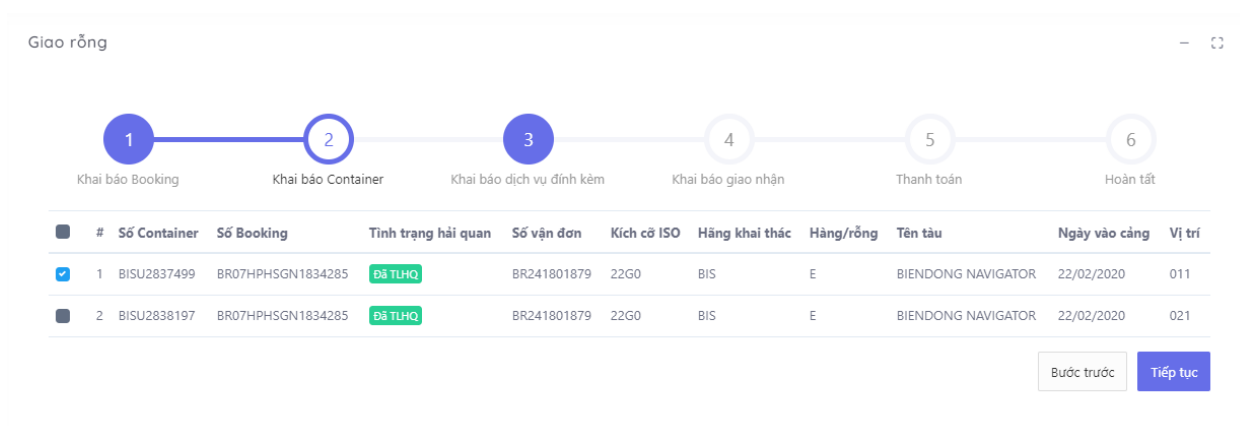 Giao rỗng
1 2 3 4 5 6
Khai báo Booking Khai báo Container Khai báo dịch vụ đính kèm Khai báo giao nhận Thanh toán Hoàn tất
# Số Container Số Booking Tình trạng hải quan Số vận đơn Kích cỡ ISO Hãng khai thác Hàng/rỗng Tên tàu Ngày vào cảng Vị trí
1 BISU2837499 BR07HPHSGN1834285 Đã TLHQ BR241801879 22G0 BIS E BIENDONG NAVIGATOR 22/02/2020 011
2 BISU2838197 BR07HPHSGN1834285 Đã TLHQ BR241801879 22G0 BIS E BIENDONG NAVIGATOR 22/02/2020 021
Bước trước Tiếp tục